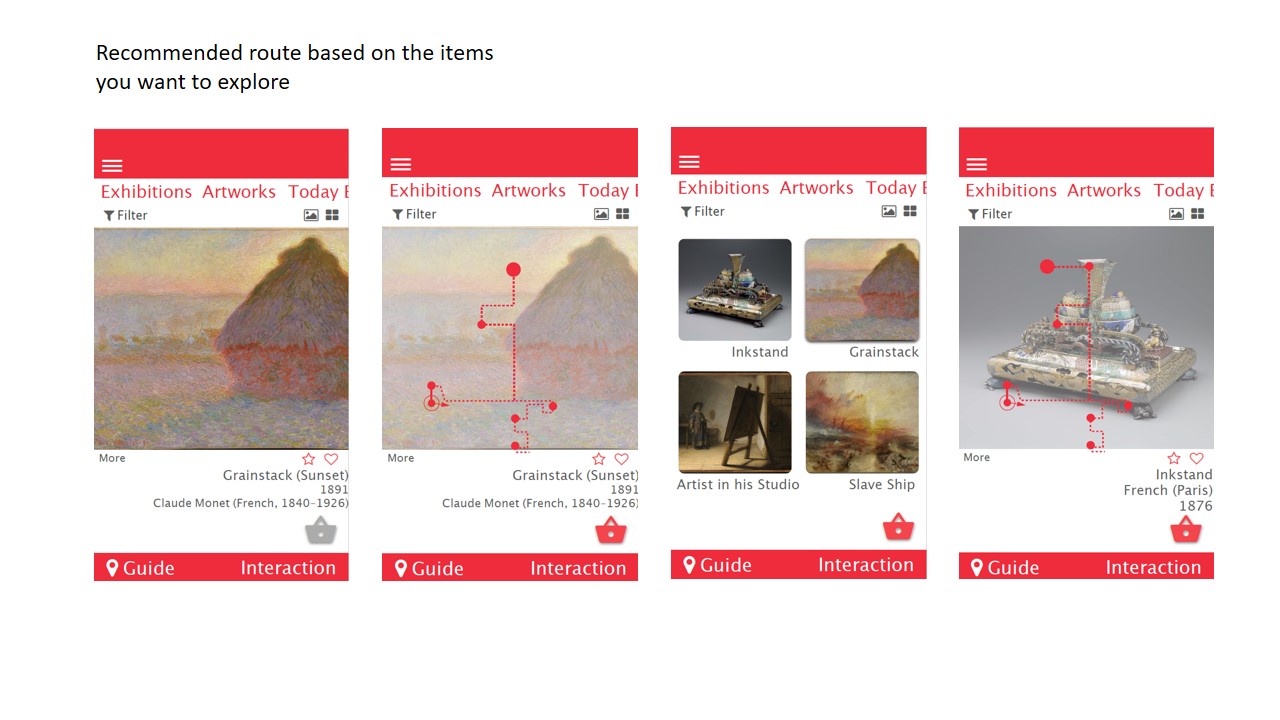 Recommended route based on the items
you want to explore
Exhibitions Artworks Today E
Filter
More
Grainstack (Sunset)
1891
Claude Monet (French, 1840-1926)
Guide Interaction
Exhibitions Artworks Today E
Filter
More
Grainstack (Sunset)
1891
Claude Monet (French, 1840-1926)
Guide Interaction
Exhibitions Artworks Today E
Filter
Inkstand Grainstack
Artist in his Studio Slave Ship
Guide Interaction
Exhibitions Artworks Today E
Filter
More
Inkstand
French (Paris)
1876
Guide Interaction